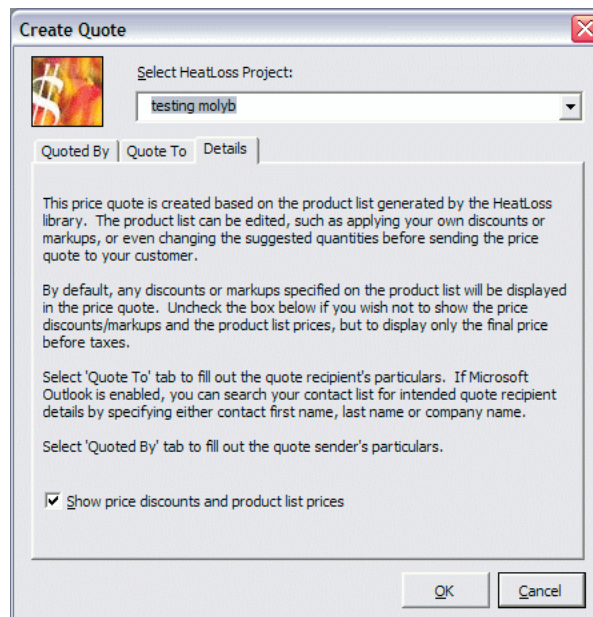 Create Quote
Select HeatLoss Project:
testing molyb
Quoted By
Quote To
Details
This price quote is created based on the product list generated by the HeatLoss
library. The product list can be edited, such as applying your own discounts or
markups, or even changing the suggested quantities before sending the price
quote to your customer.
By default, any discounts or markups specified on the product list will be displayed
in the price quote. Uncheck the box below if you wish not to show the price
discounts/markups and the product list prices, but to display only the final price
before taxes.
Select 'Quote To' tab to fill out the quote recipient's particulars. If Microsoft
Outlook is enabled, you can search your contact list for intended quote recipient
details by specifying either contact first name, last name or company name.
Select 'Quoted By' tab to fill out the quote sender's particulars.
Show price discounts and product list prices
OK
Cancel